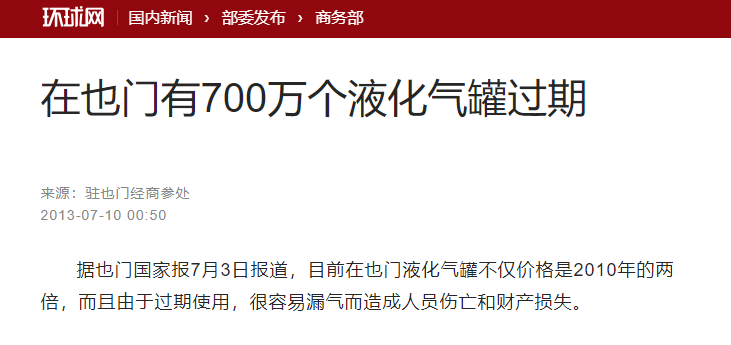 环球网 国内新闻 › 部委发布 › 商务部
在也门有700万个液化气罐过期
来源：驻也门经商参处
2013-07-10 00:50
据也门国家报7月3日报道，目前在也门液化气罐不仅价格是2010年的两
倍，而且由于过期使用，很容易漏气而造成人员伤亡和财产损失。